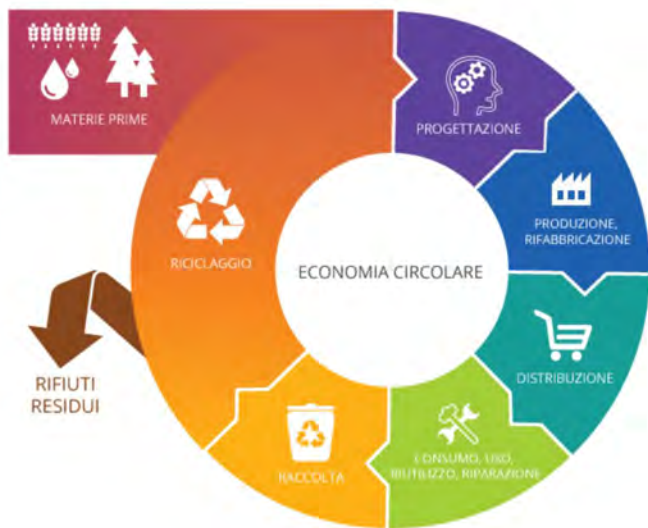 MATERIE PRIME
PROGETTAZIONE
PRODUZIONE,
RIFABBRICAZIONE
RICICLAGGIO
ECONOMIA CIRCOLARE
DISTRIBUZIONE
RIFIUTI
RESIDUI
CONSUMO, USO,
RIUTILIZZO, RIPARAZIONE
RACCOLTA